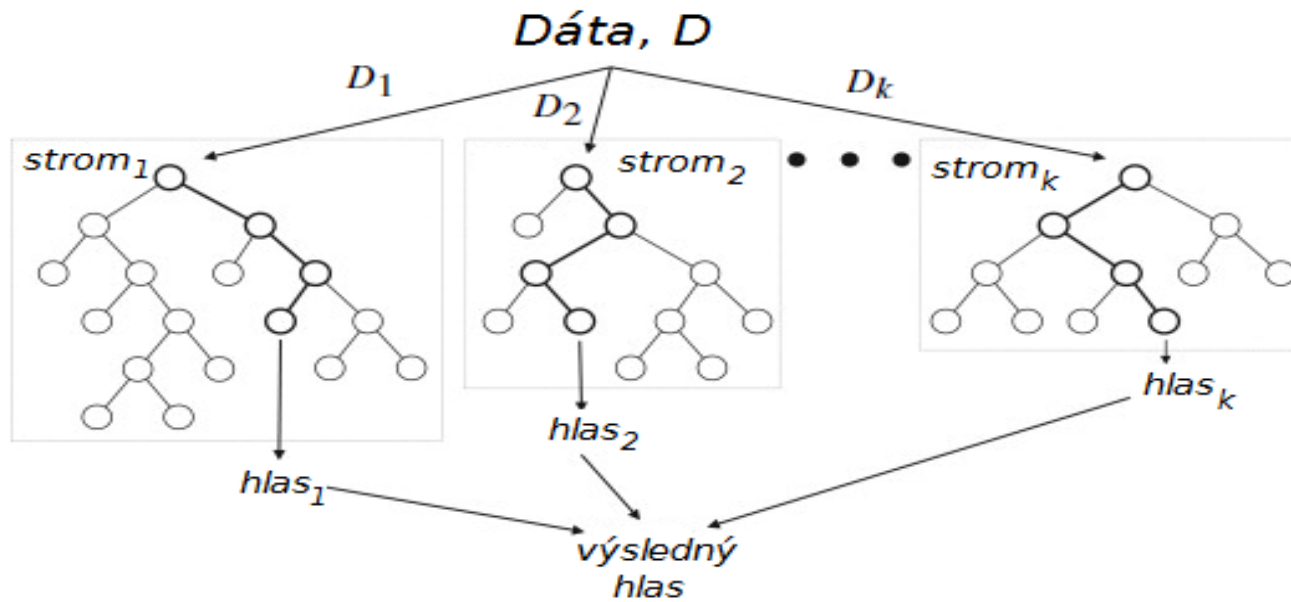 Dáta, D
D1
D2
Dk
strom1
strom2
stromk
hlask
hlas2
hlas1
výsledný
hlas